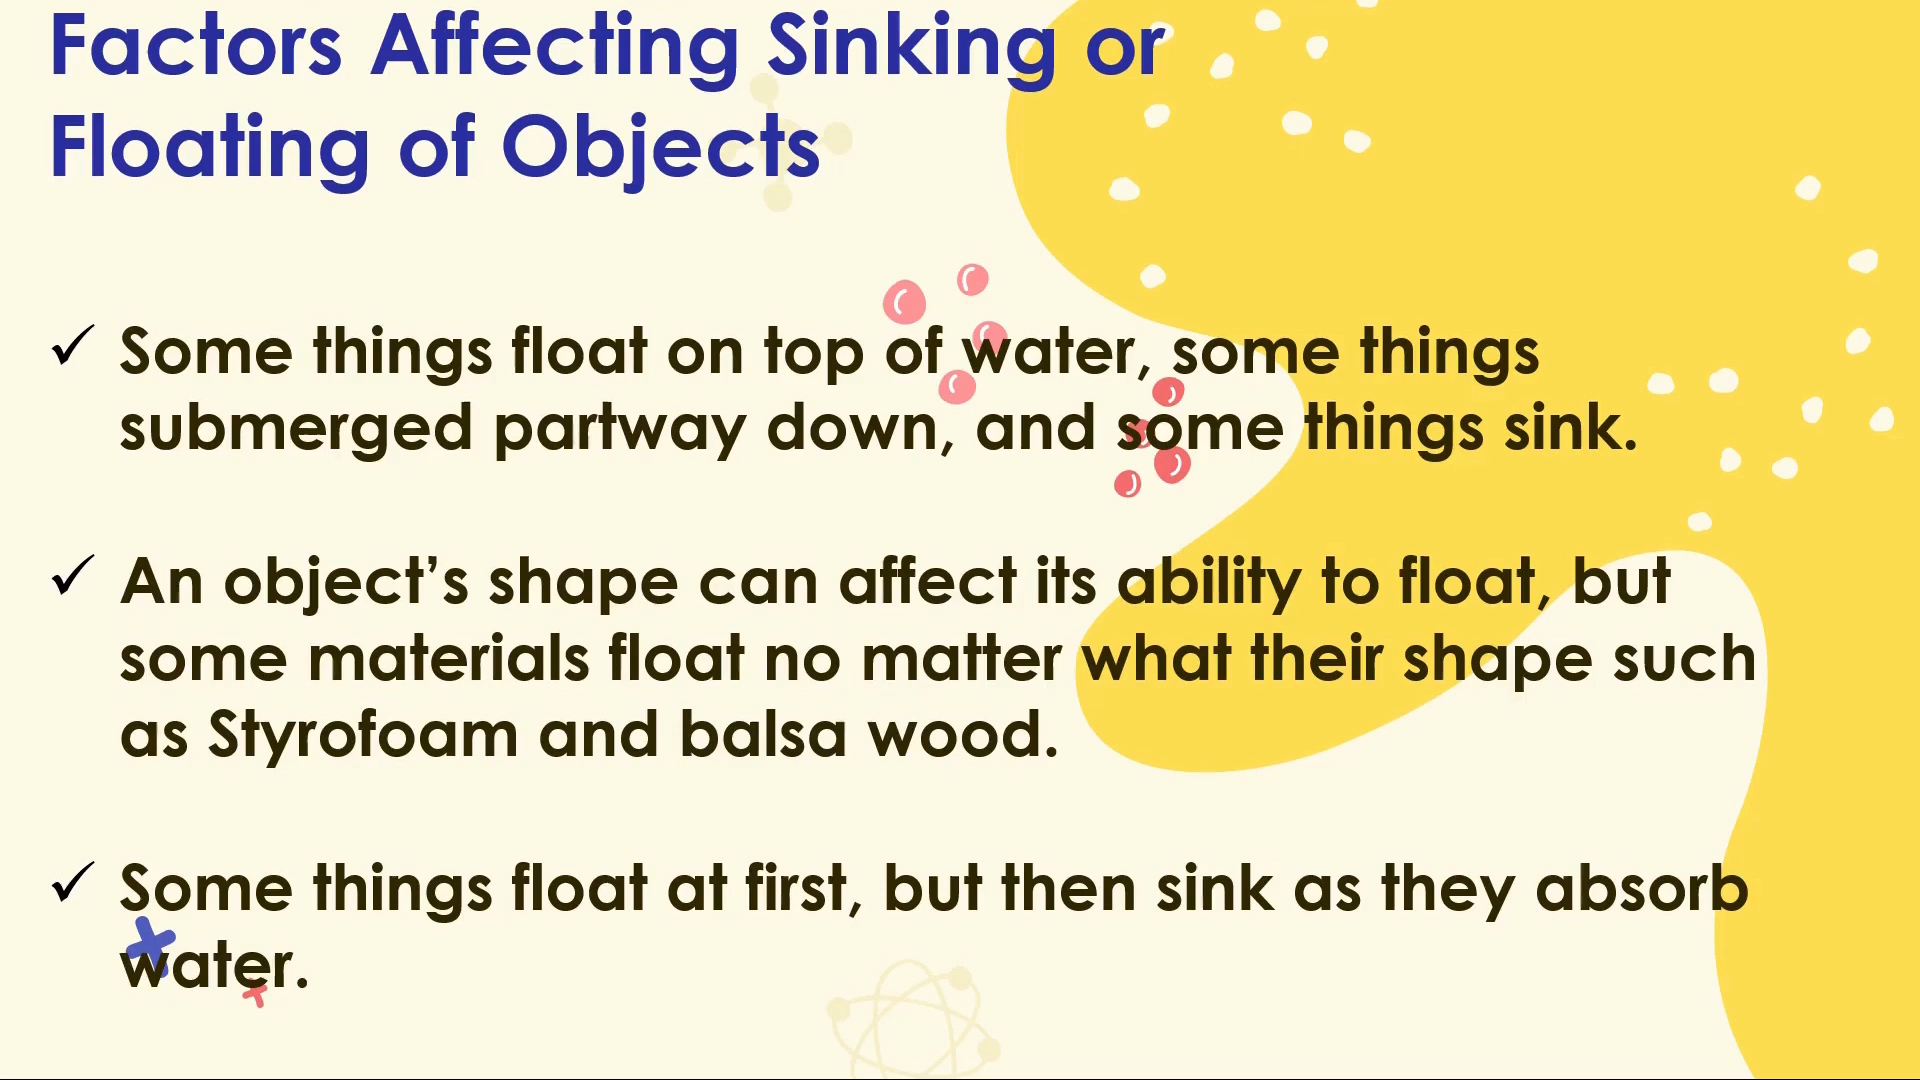 Factors Affecting Sinking or
Floating of Objects
✓ Some things float on top of water, some things
submerged partway down, and some things sink.
✓ An object’s shape can affect its ability to float, but
some materials float no matter what their shape such
as Styrofoam and balsa wood.
✓ Some things float at first, but then sink as they absorb
water.